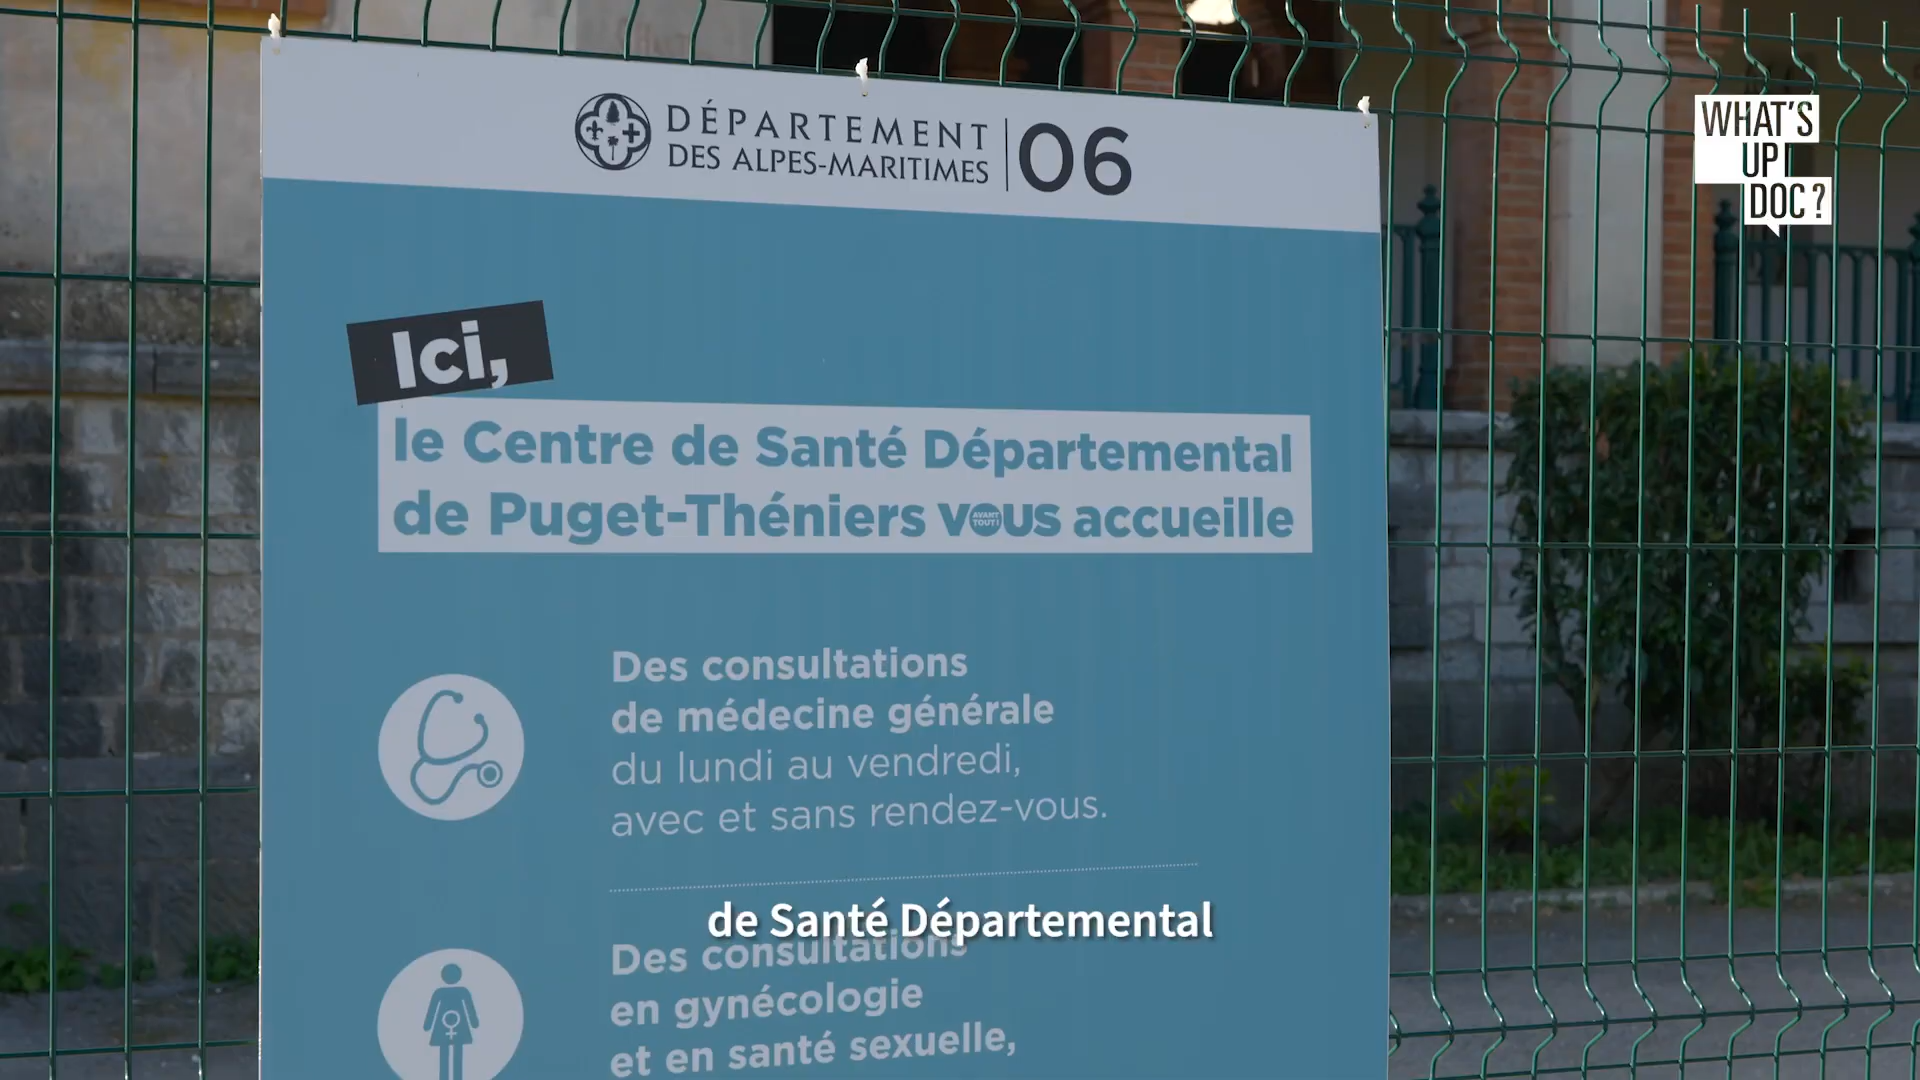 DÉPARTEMENT
DES ALPES-MARITIMES
06
WHAT'S
UP
DOC ?
Ici,
le Centre de Santé Départemental
de Puget-Théniers VOUS accueille
AVANT
TOUT!
Des consultations
de médecine générale
du lundi au vendredi,
avec et sans rendez-vous.
de Santé Départemental
Des consultations
en gynécologie
et en santé sexuelle,